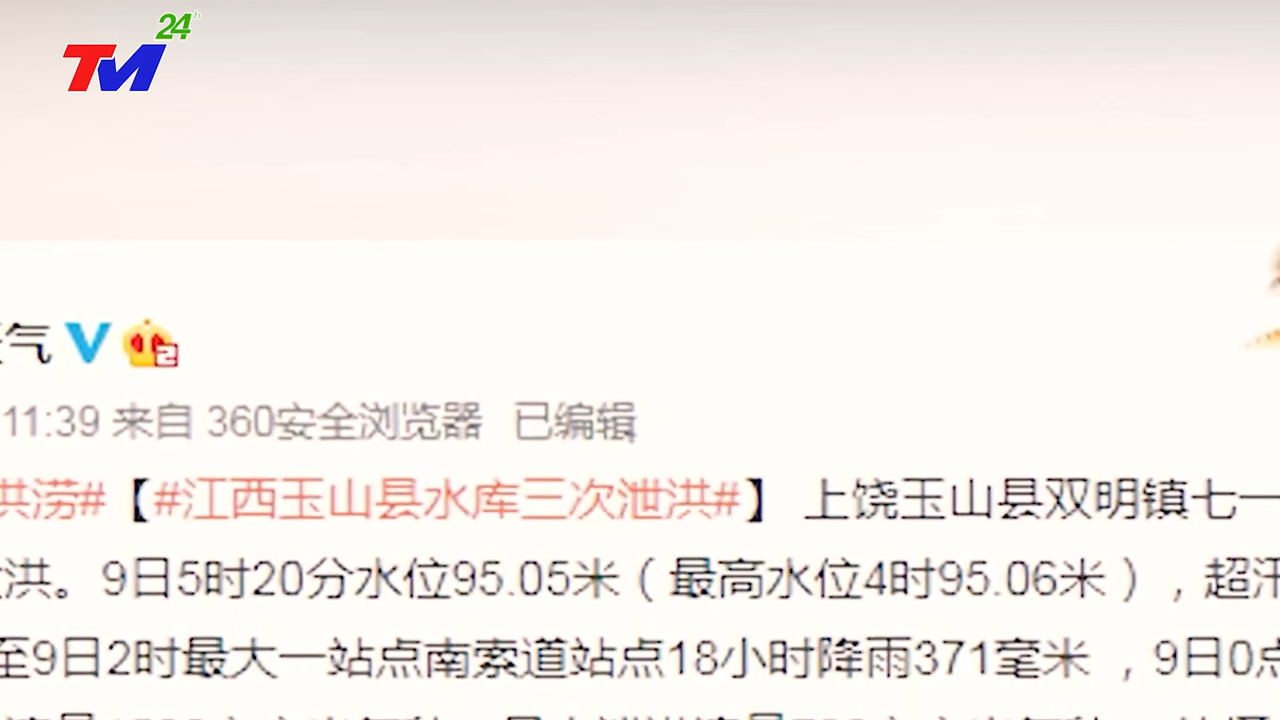 24h
TM
气 V 2
11:39 来自 360安全浏览器 已编辑
洪涝# 【#江西玉山县水库三次泄洪#】 上饶玉山县双明镇七一
洪。9日5时20分水位95.05米（最高水位4时95.06米），超汛
至9日2时最大一站点南索道站点18小时降雨371毫米，9日0点